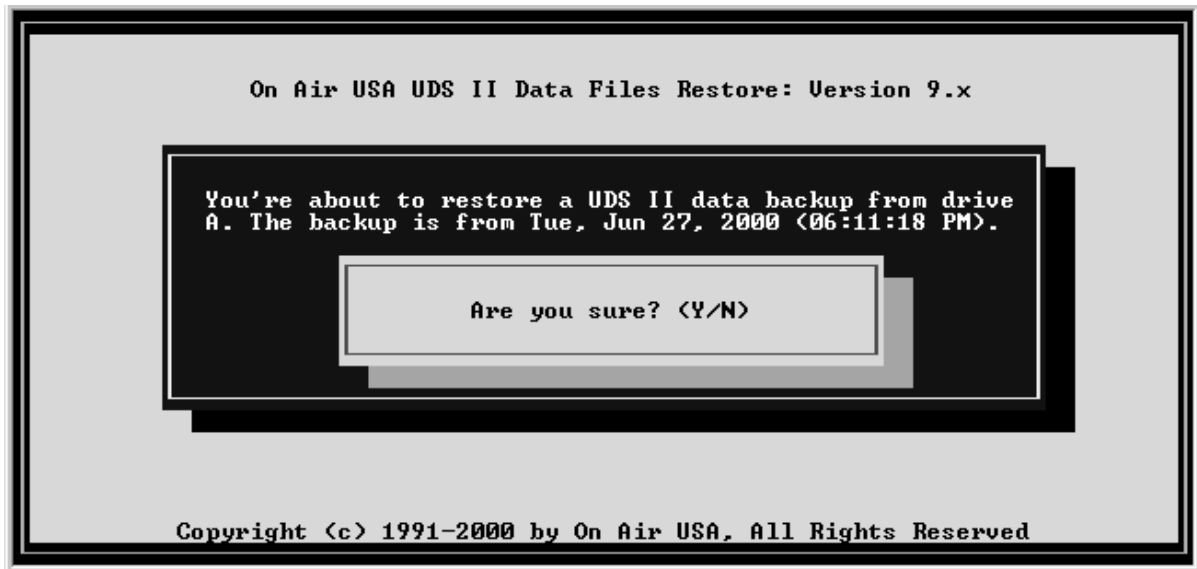 On Air USA UDS II Data Files Restore: Version 9.x
You're about to restore a UDS II data backup from drive
A. The backup is from Tue, Jun 27, 2000 (06:11:18 PM).
Are you sure? (Y/N)
Copyright (c) 1991-2000 by On Air USA, All Rights Reserved